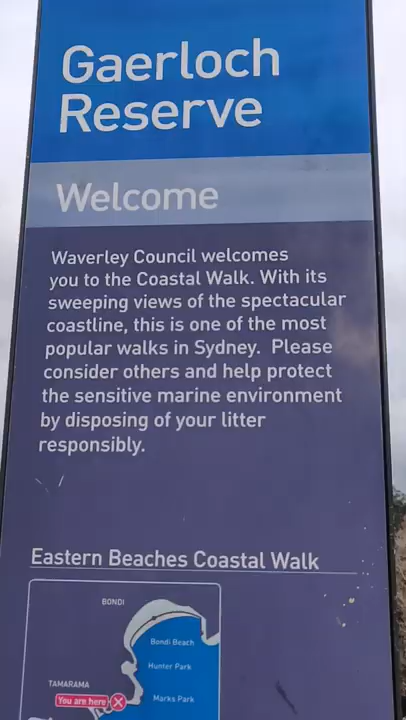 Gaerloch
Reserve
Welcome
Waverley Council welcomes
you to the Coastal Walk. With its
sweeping views of the spectacular
coastline, this is one of the most
popular walks in Sydney. Please
consider others and help protect
the sensitive marine environment
by disposing of your litter
responsibly.
Eastern Beaches Coastal Walk
BONDI
Bondi Beach
Hunter Park
TAMARAMA
You are here
Marks Park